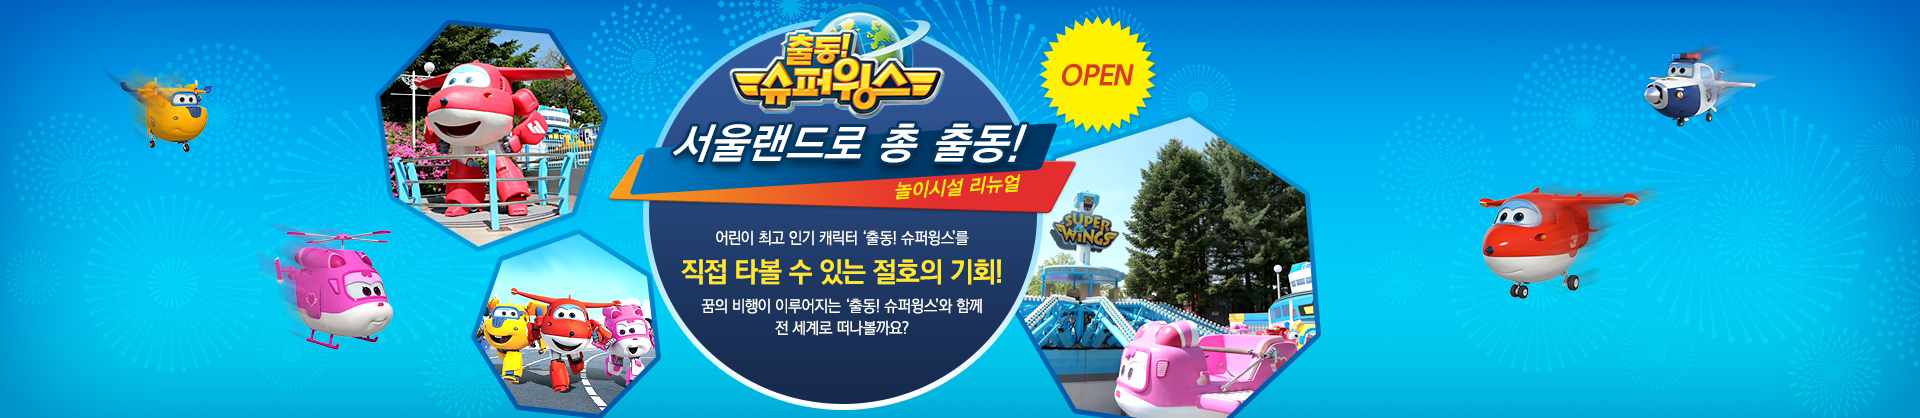 출동!
슈퍼윙스
OPEN
서울랜드로 총 출동!
놀이시설 리뉴얼
SUPER
WINGS
어린이 최고 인기 캐릭터 '출동! 슈퍼윙스'를
직접 타볼 수 있는 절호의 기회!
꿈의 비행이 이루어지는 '출동! 슈퍼윙스'와 함께
전 세계로 떠나볼까요?